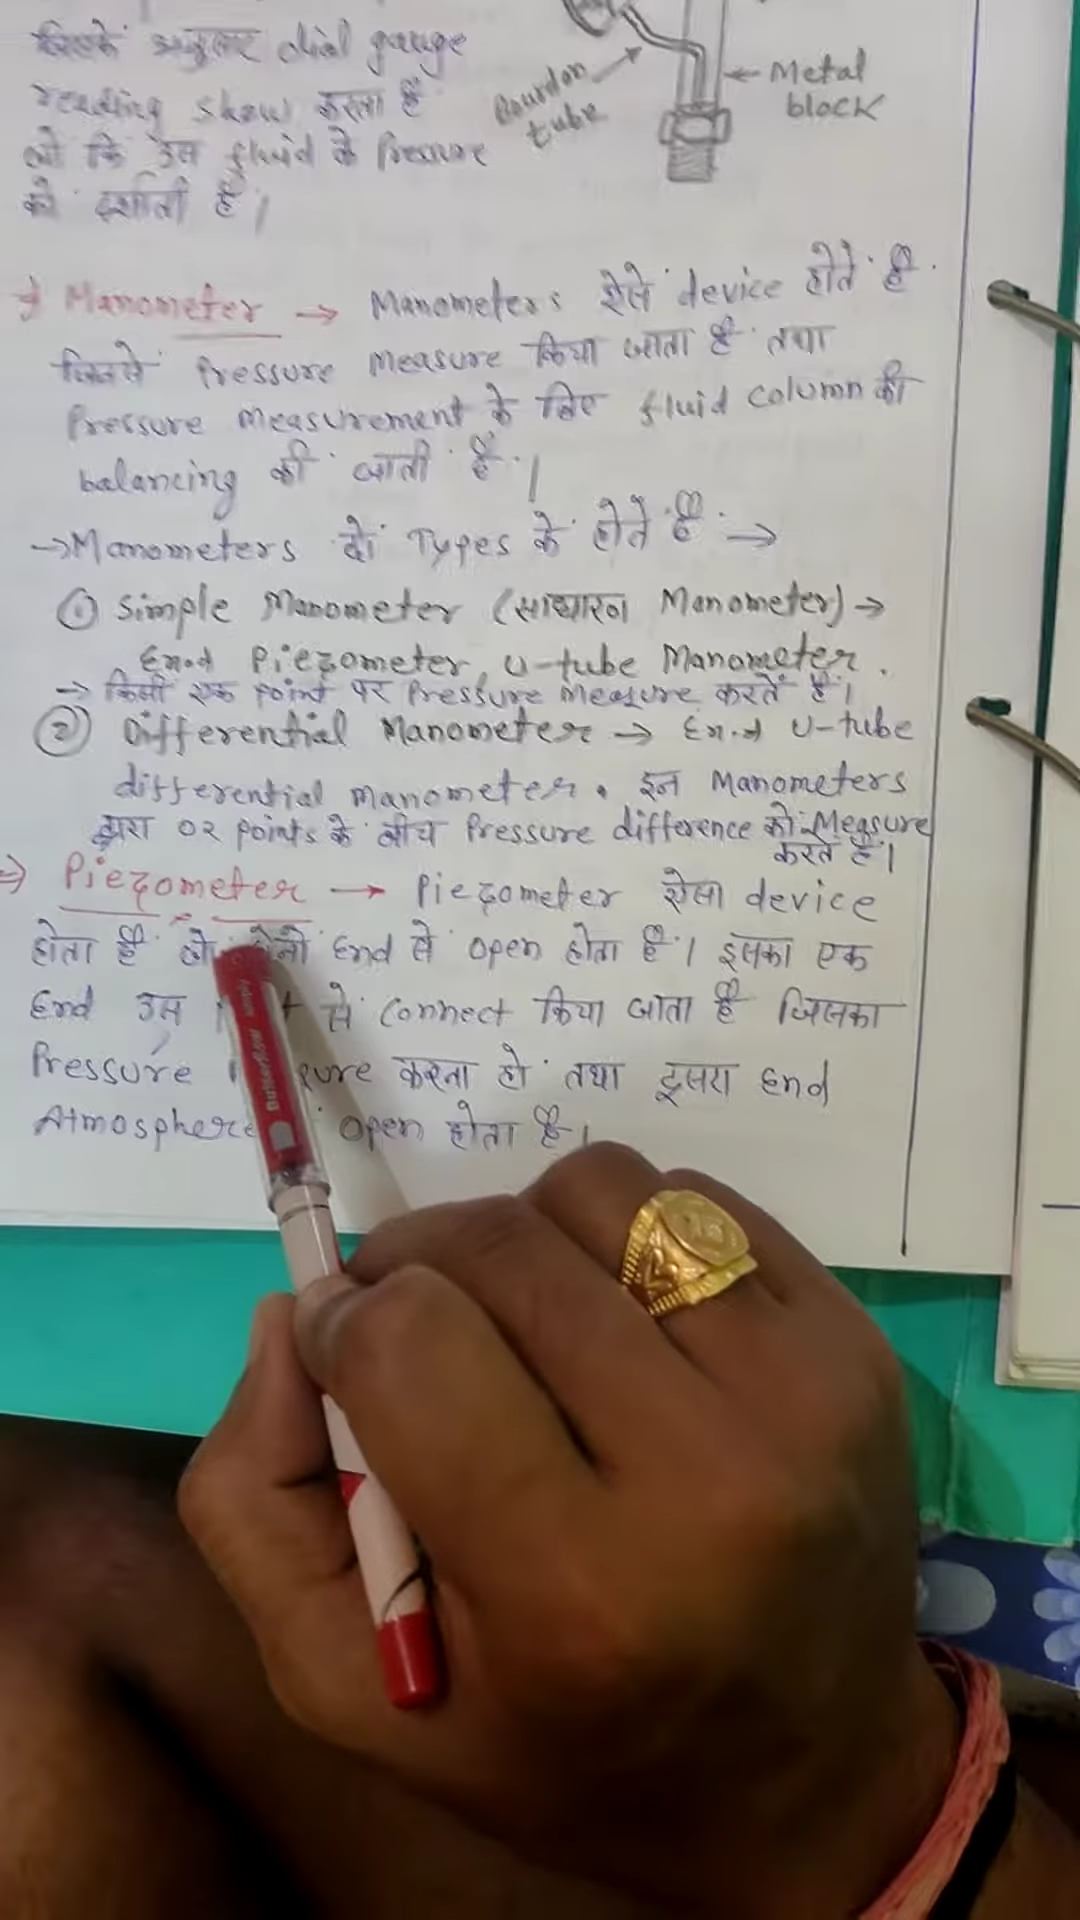 जिसके अनुसार dial gauge
reading show करता है
जो कि उस fluid के Pressure
को दर्शाती है।
Bourdon
tube
← Metal
block
Manometer → Manometers ऐसे device होते है
जिनसे Pressure measure किया जाता है तथा
Pressure measurement के लिए fluid column की
balancing की जाती है।
→ Manometers दो Types के होते है →
① Simple Manometer (साधारन Manometer) →
Ex.→ Piezometer, U-tube Manometer.
→ किसी एक point पर Pressure measure करते है।
② Differential Manometer → Ex.→ U-tube
differential manometer. इन Manometers
द्वारा 02 points के बीच Pressure difference को Measure
करते है।
⇒ Piezometer → Piezometer ऐसा device
होता है जो दोनो End से open होता है। इसका एक
End उस से connect किया जाता है जिसका
Pressure करना हो तथा दूसरा End
Atmosphere open होता है।
Butterflow simply